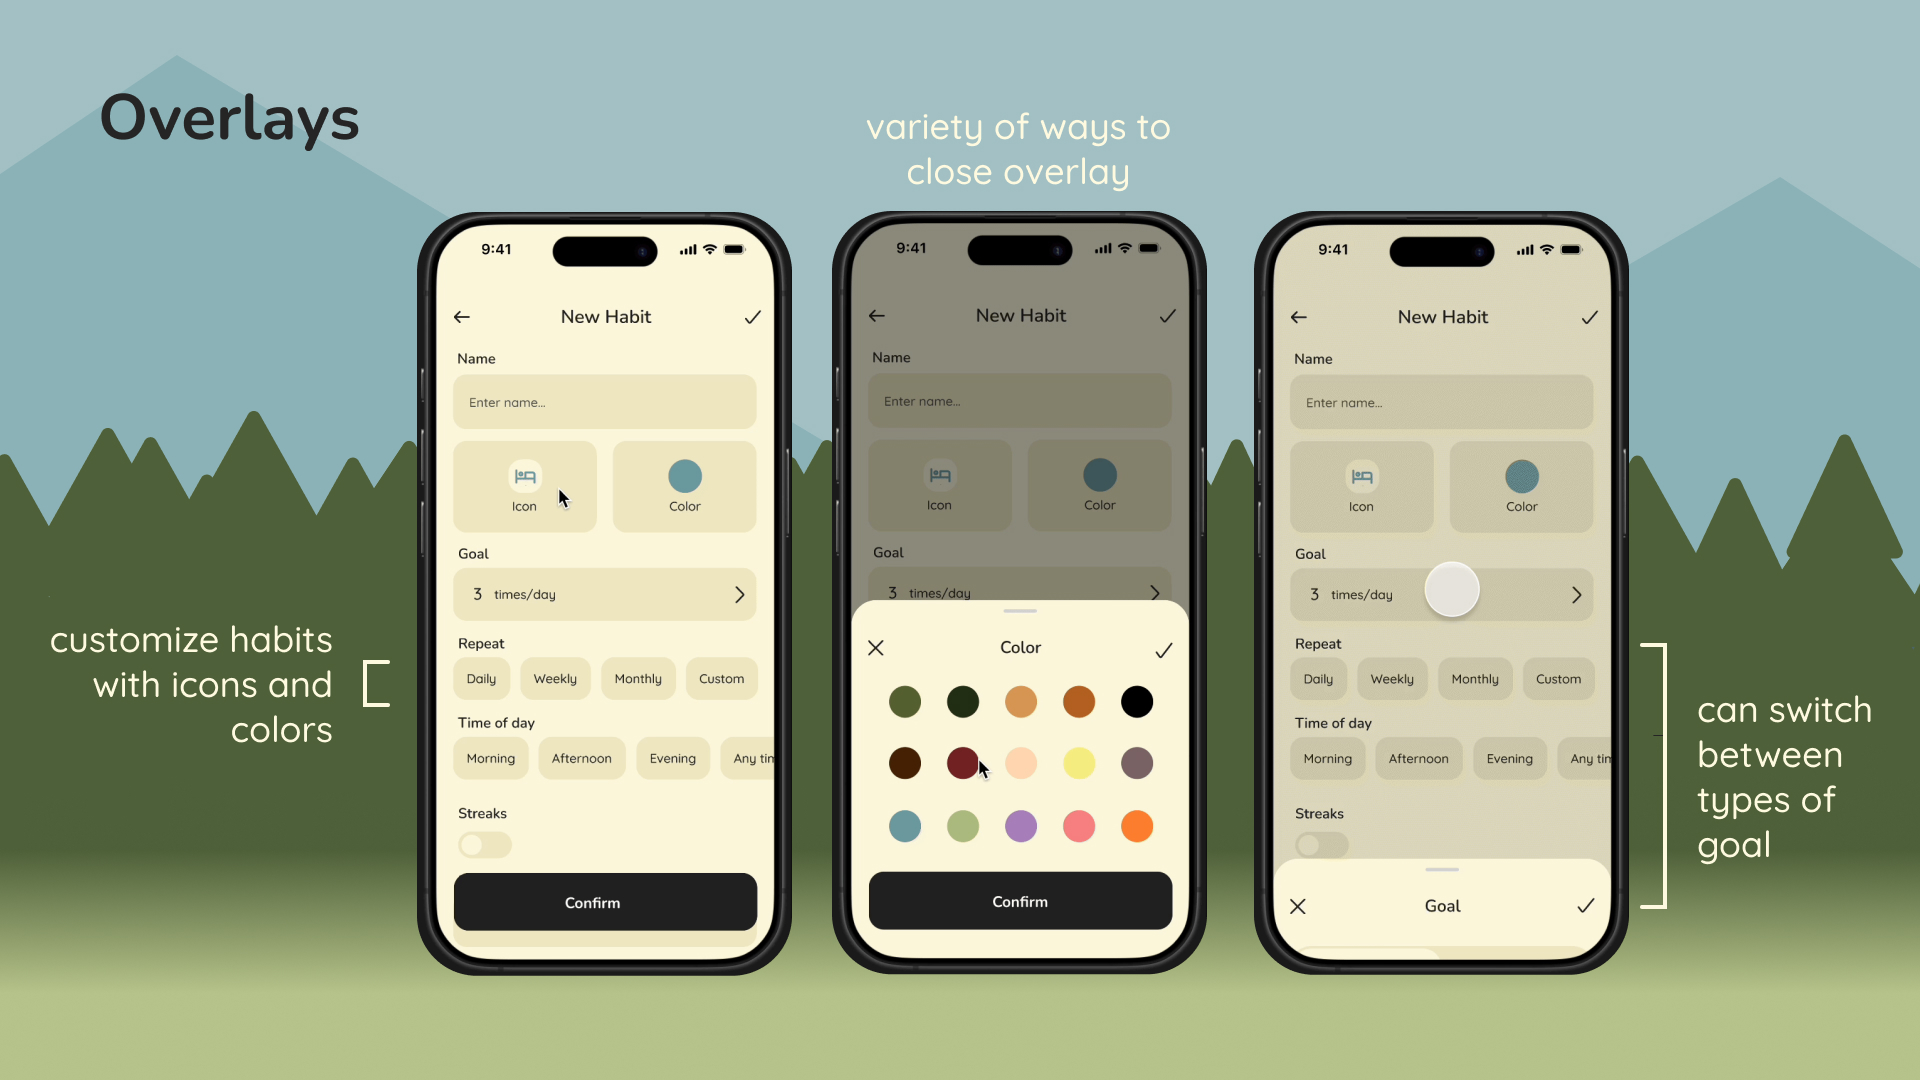 Overlays
variety of ways to
close overlay
customize habits
with icons and
colors
9:41
New Habit
Name
Enter name...
Icon
Color
Goal
3 times/day
Repeat
Daily Weekly Monthly Custom
Time of day
Morning Afternoon Evening Any tim
Streaks
Confirm
9:41
New Habit
Name
Enter name...
Icon
Color
Goal
3 times/day
Color
Confirm
9:41
New Habit
Name
Enter name...
Icon
Color
Goal
3 times/day
Repeat
Daily Weekly Monthly Custom
Time of day
Morning Afternoon Evening Any tim
Streaks
Goal
can switch
between
types of
goal